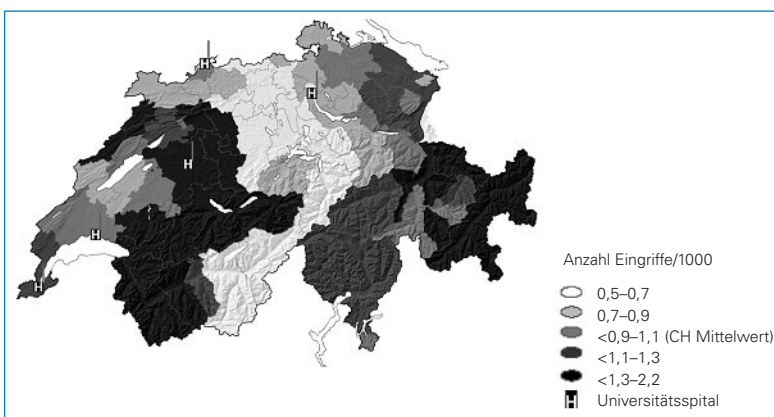 H
H
H
H
H
Anzahl Eingriffe/1000
0,5–0,7
0,7–0,9
<0,9–1,1 (CH Mittelwert)
<1,1–1,3
<1,3–2,2
H Universitätsspital